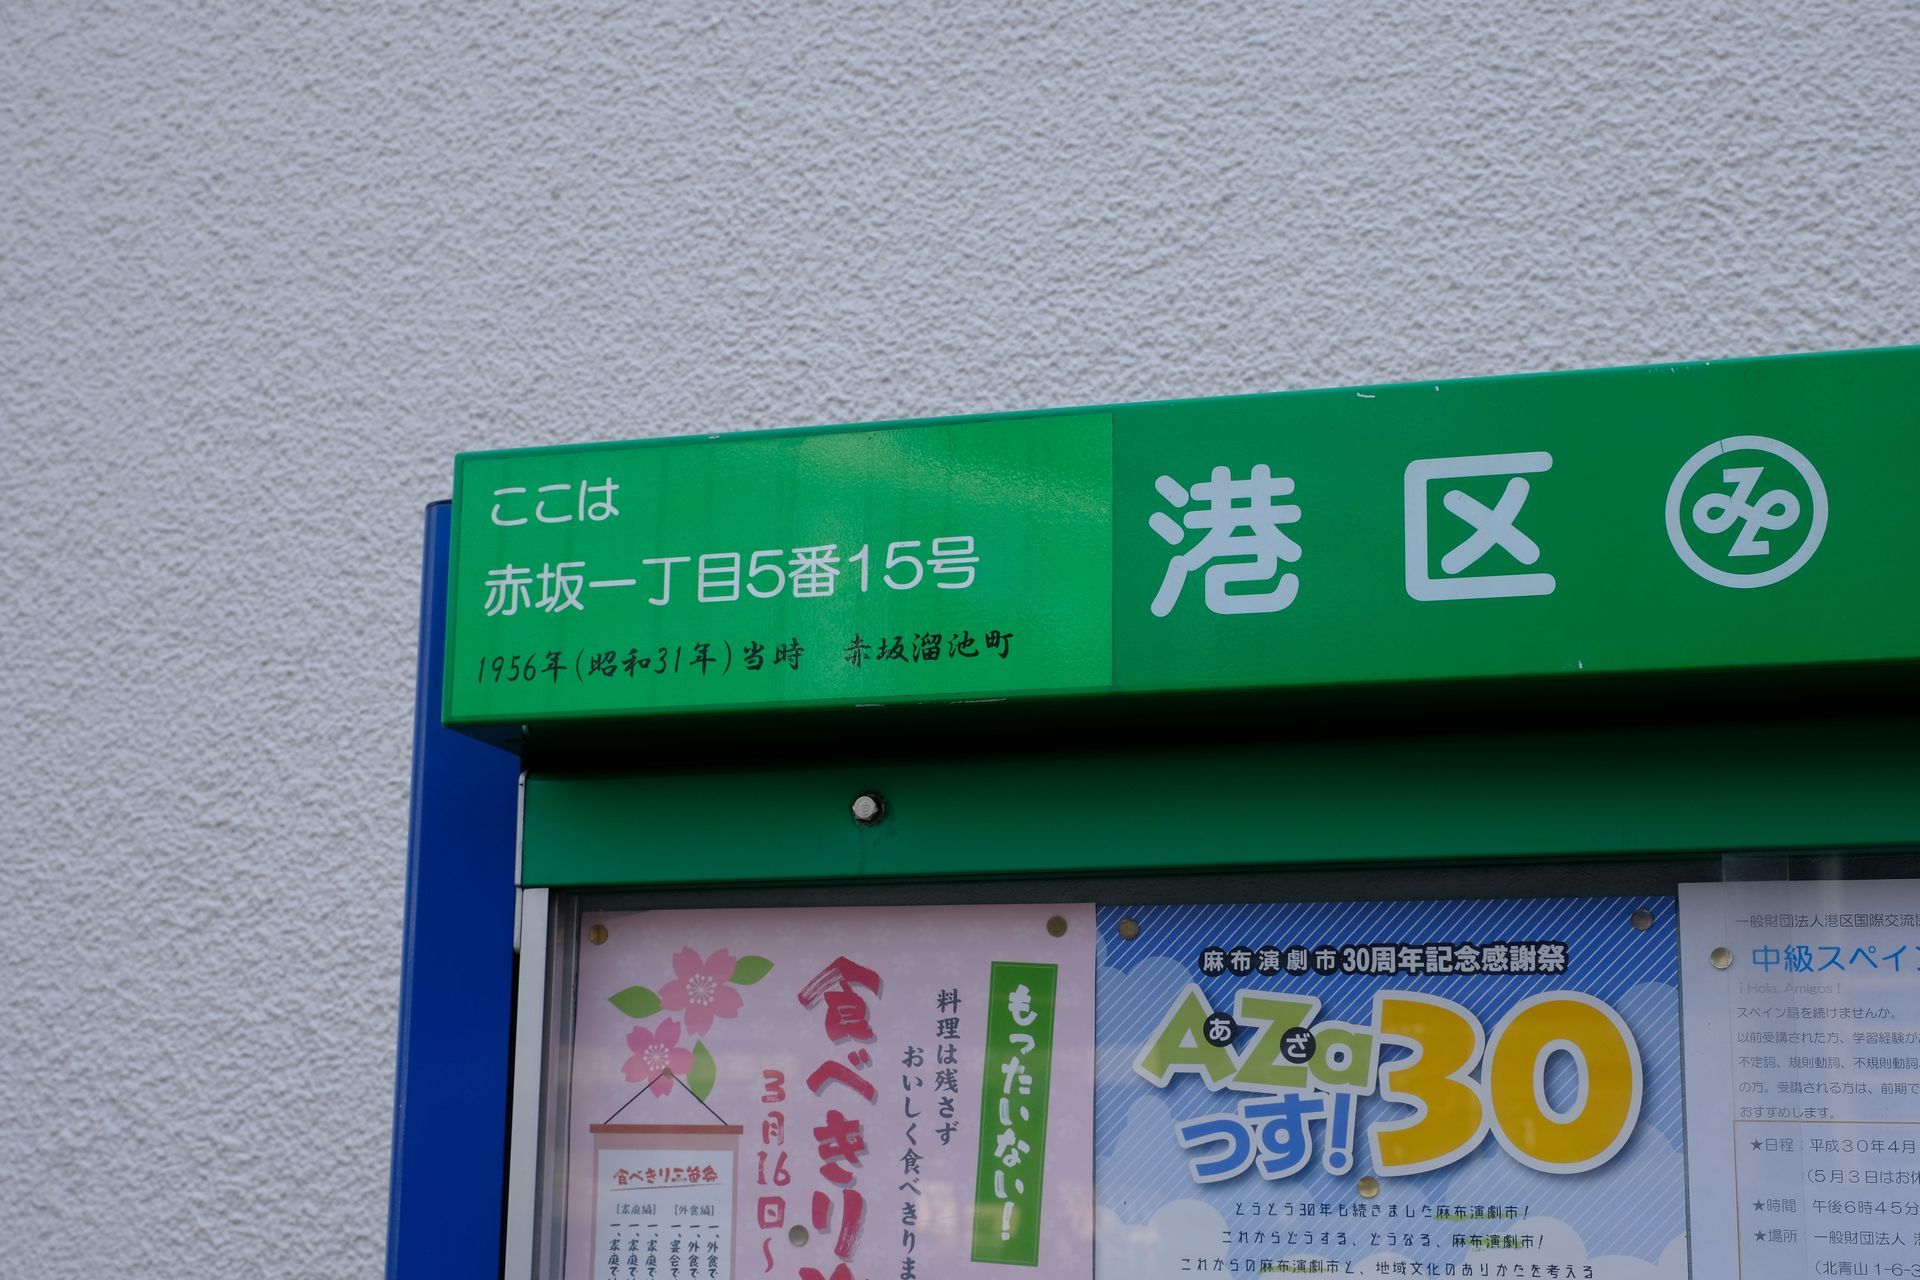 ここは
赤坂一丁目5番15号
1956年(昭和31年)当時　赤坂溜池町
港区
もったいない!
料理は残さず
おいしく食べきりま
食べきり
3月16日～
食べきり三箇条
[家庭編]
[外食編]
麻布演劇市30周年記念感謝祭
AZa30
あざ
っす!
とうとう30年も続きました麻布演劇市!
これからどうする、どうなる、麻布演劇市!
これからの麻布演劇市と、地域文化のありかたを考える
一般財団法人港区国際交流
中級スペイン
¡Hola, Amigos!
スペイン語を続けませんか。
以前受講された方、学習経験が
不定詞、規則動詞、不規則動詞
の方。受講される方は、前期で
おすすめします。
★日程：平成30年4月
(5月3日はお休
★時間 午後6時45分
★場所 一般財団法人 港
(北青山1-6-3